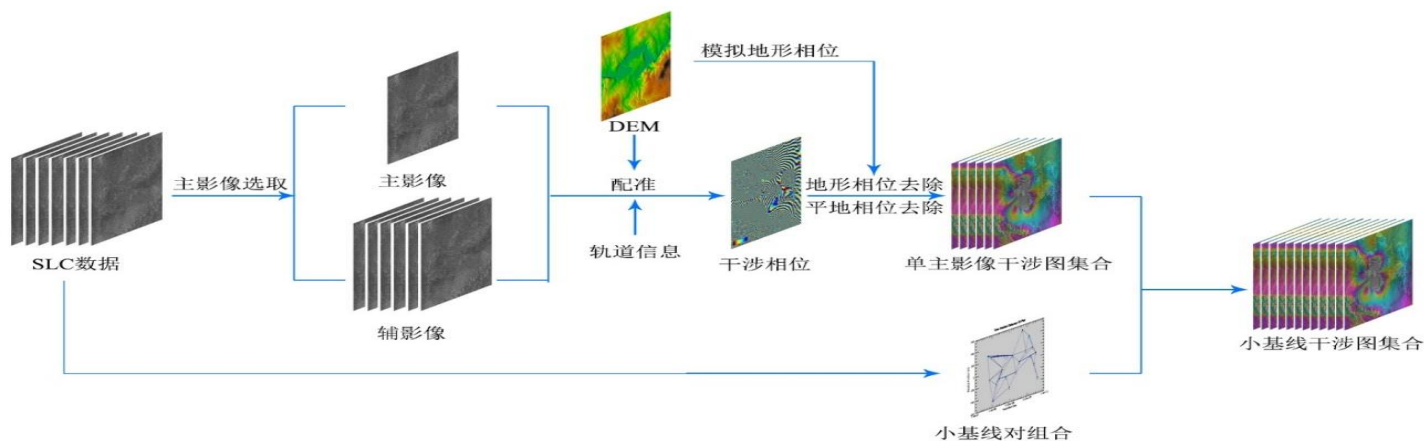 模拟地形相位
DEM
主影像选取
主影像
配准
地形相位去除
平地相位去除
轨道信息
干涉相位
单主影像干涉图集合
SLC数据
辅影像
小基线干涉图集合
小基线对组合